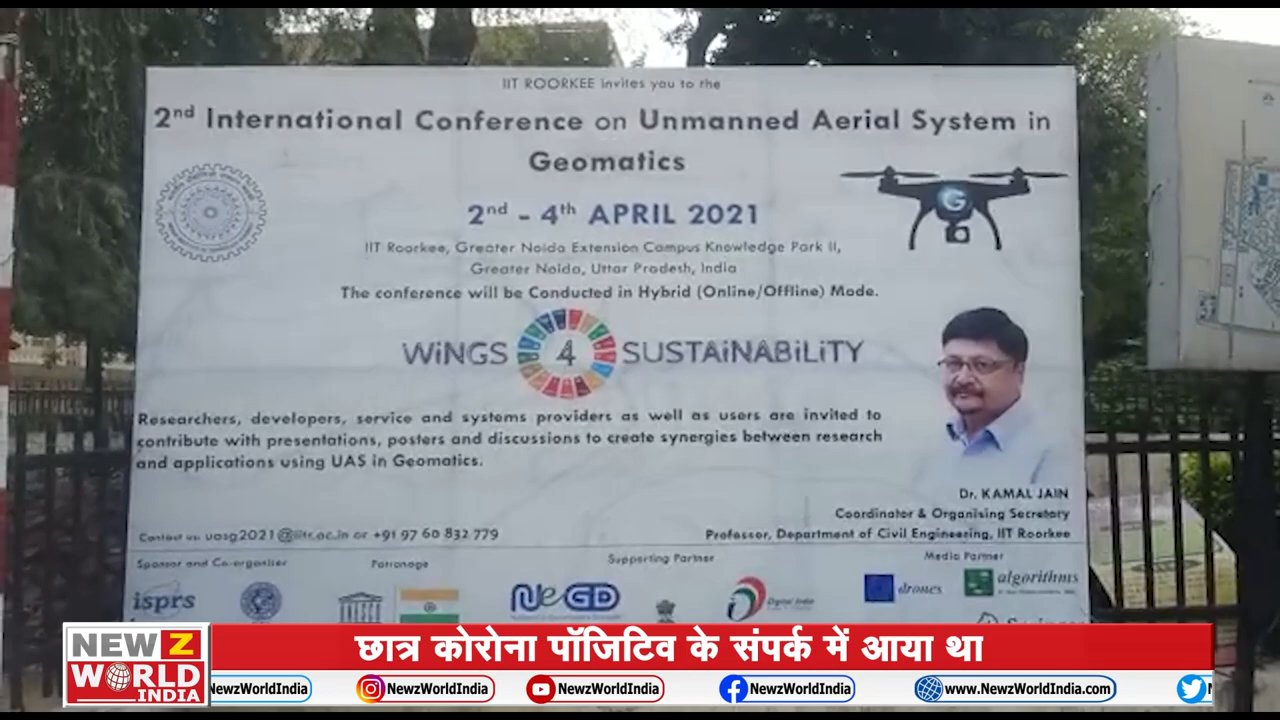 IIT ROORKEE invites you to the
2nd International Conference on Unmanned Aerial System in
Geomatics
2nd - 4th APRIL 2021
IIT Roorkee, Greater Noida Extension Campus Knowledge Park II,
Greater Noida, Uttar Pradesh, India
The conference will be Conducted in Hybrid (Online/Offline) Mode.
WiNGS 4 SUSTAiNABiLiTY
Researchers, developers, service and systems providers as well as users are invited to
contribute with presentations, posters and discussions to create synergies between research
and applications using UAS in Geomatics.
Dr. KAMAL JAIN
Coordinator & Organising Secretary
Professor, Department of Civil Engineering, IIT Roorkee
Contact us: uasg2021@iitr.ac.in or +91 97 60 832 779
Sponsor and Co-organiser
Patronage
Supporting Partner
Media Partner
isprs
NeGD
Digital India
drones
algorithms
G
NEWZ
WORLD
INDIA
छात्र कोरोना पॉजिटिव के संपर्क में आया था
NewzWorldIndia
NewzWorldIndia
NewzWorldIndia
NewzWorldIndia
www.NewzWorldIndia.com